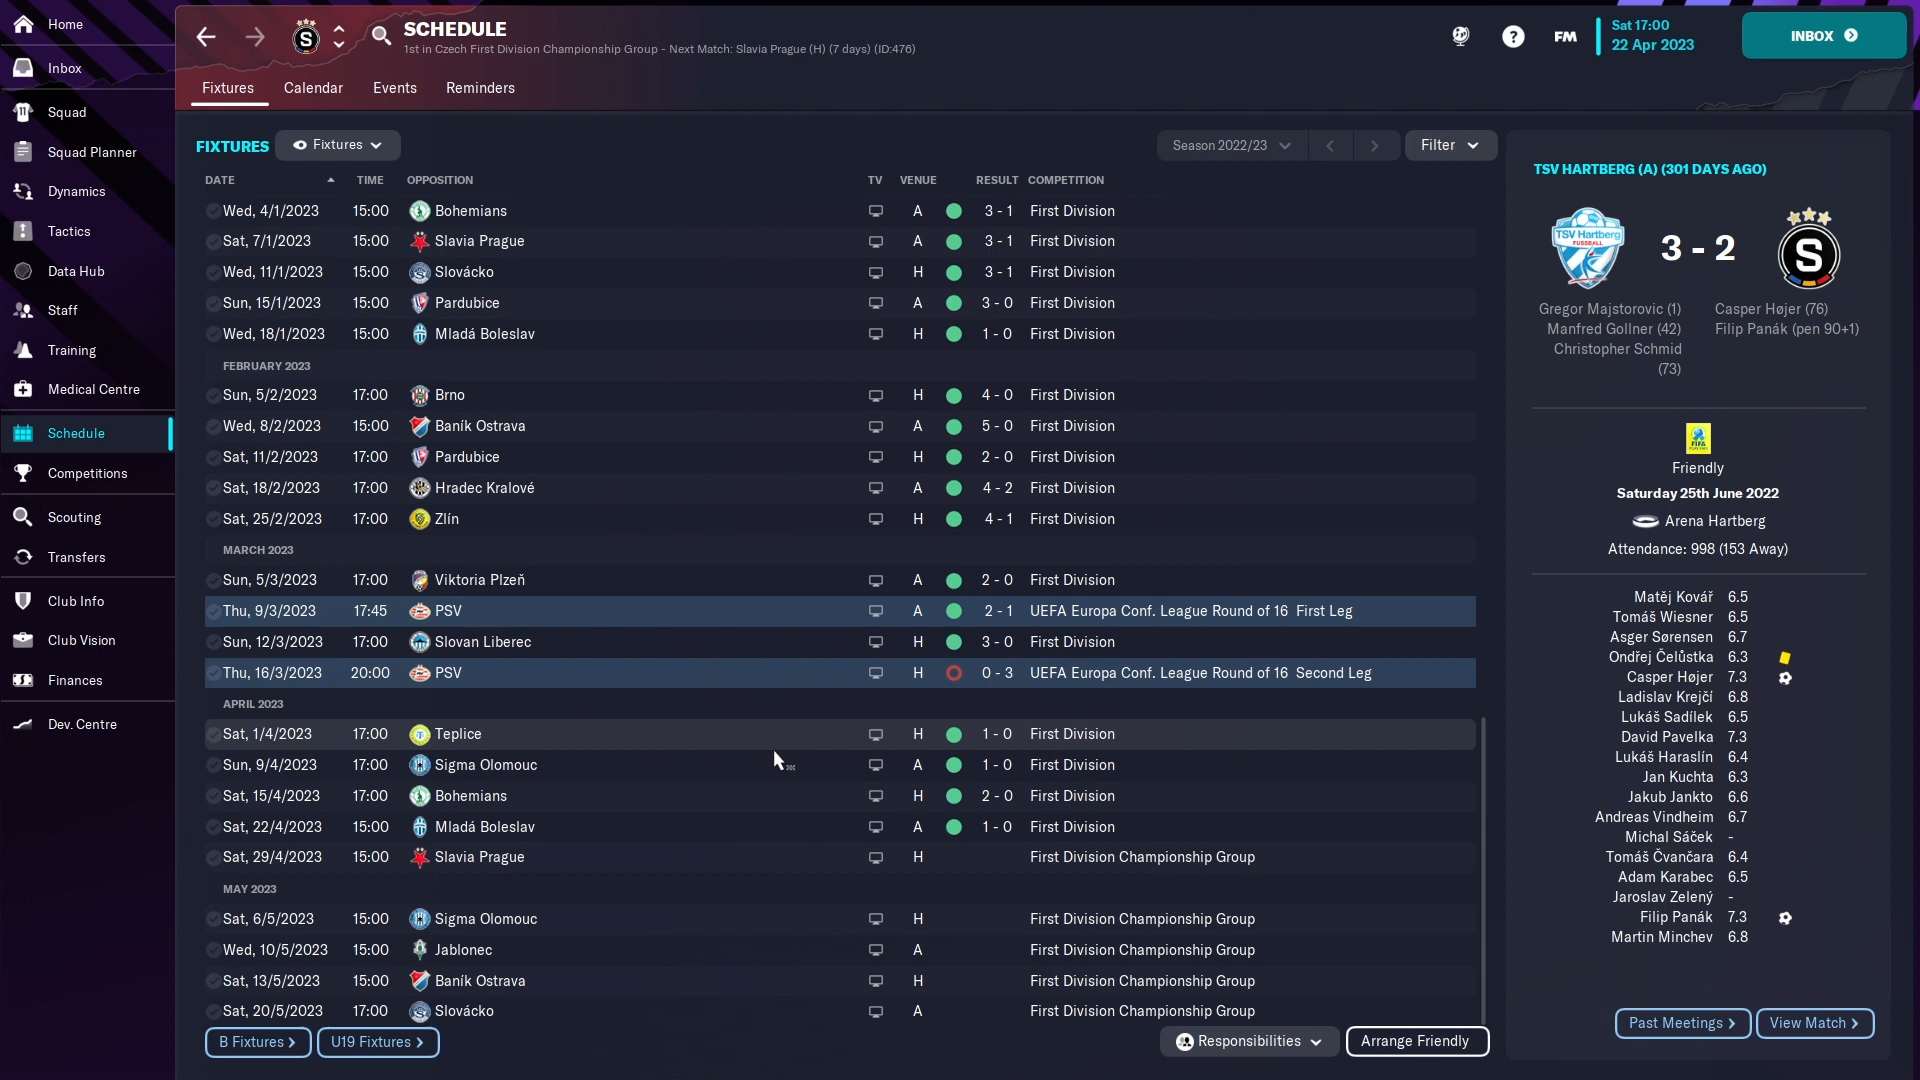 Home
Inbox
Squad
Squad Planner
Dynamics
Tactics
Data Hub
Staff
Training
Medical Centre
Schedule
Competitions
Scouting
Transfers
Club Info
Club Vision
Finances
Dev. Centre
SCHEDULE
1st in Czech First Division Championship Group - Next Match: Slavia Prague (H) (7 days) (ID:476)
FM
Sat 17:00
22 Apr 2023
INBOX
Fixtures Calendar Events Reminders
FIXTURES Fixtures Season 2022/23 Filter
DATE TIME OPPOSITION TV VENUE RESULT COMPETITION
Wed, 4/1/2023 15:00 Bohemians A 3 - 1 First Division
Sat, 7/1/2023 15:00 Slavia Prague A 3 - 1 First Division
Wed, 11/1/2023 15:00 Slovácko H 3 - 1 First Division
Sun, 15/1/2023 15:00 Pardubice A 3 - 0 First Division
Wed, 18/1/2023 15:00 Mladá Boleslav H 1 - 0 First Division
FEBRUARY 2023
Sun, 5/2/2023 17:00 Brno H 4 - 0 First Division
Wed, 8/2/2023 15:00 Baník Ostrava A 5 - 0 First Division
Sat, 11/2/2023 17:00 Pardubice H 2 - 0 First Division
Sat, 18/2/2023 17:00 Hradec Kralové A 4 - 2 First Division
Sat, 25/2/2023 17:00 Zlín H 4 - 1 First Division
MARCH 2023
Sun, 5/3/2023 17:00 Viktoria Plzeň A 2 - 0 First Division
Thu, 9/3/2023 17:45 PSV A 2 - 1 UEFA Europa Conf. League Round of 16 First Leg
Sun, 12/3/2023 17:00 Slovan Liberec H 3 - 0 First Division
Thu, 16/3/2023 20:00 PSV H 0 - 3 UEFA Europa Conf. League Round of 16 Second Leg
APRIL 2023
Sat, 1/4/2023 17:00 Teplice H 1 - 0 First Division
Sun, 9/4/2023 17:00 Sigma Olomouc A 1 - 0 First Division
Sat, 15/4/2023 17:00 Bohemians H 2 - 0 First Division
Sat, 22/4/2023 15:00 Mladá Boleslav A 1 - 0 First Division
Sat, 29/4/2023 15:00 Slavia Prague H First Division Championship Group
MAY 2023
Sat, 6/5/2023 15:00 Sigma Olomouc H First Division Championship Group
Wed, 10/5/2023 15:00 Jablonec A First Division Championship Group
Sat, 13/5/2023 15:00 Baník Ostrava H First Division Championship Group
Sat, 20/5/2023 17:00 Slovácko A First Division Championship Group
B Fixtures U19 Fixtures Responsibilities Arrange Friendly
TSV HARTBERG (A) (301 DAYS AGO)
TSV Hartberg
FUSSBALL
3 - 2
S
Gregor Majstorovic (1) Casper Højer (76)
Manfred Gollner (42) Filip Panák (pen 90+1)
Christopher Schmid
(73)
FIFA
Friendly
Saturday 25th June 2022
Arena Hartberg
Attendance: 998 (153 Away)
Matěj Kovář 6.5
Tomáš Wiesner 6.5
Asger Sørensen 6.7
Ondřej Čelůstka 6.3
Casper Højer 7.3
Ladislav Krejčí 6.8
Lukáš Sadílek 6.5
David Pavelka 7.3
Lukáš Haraslín 6.4
Jan Kuchta 6.3
Jakub Jankto 6.6
Andreas Vindheim 6.7
Michal Sáček -
Tomáš Čvančara 6.4
Adam Karabec 6.5
Jaroslav Zelený -
Filip Panák 7.3
Martin Minchev 6.8
Past Meetings View Match